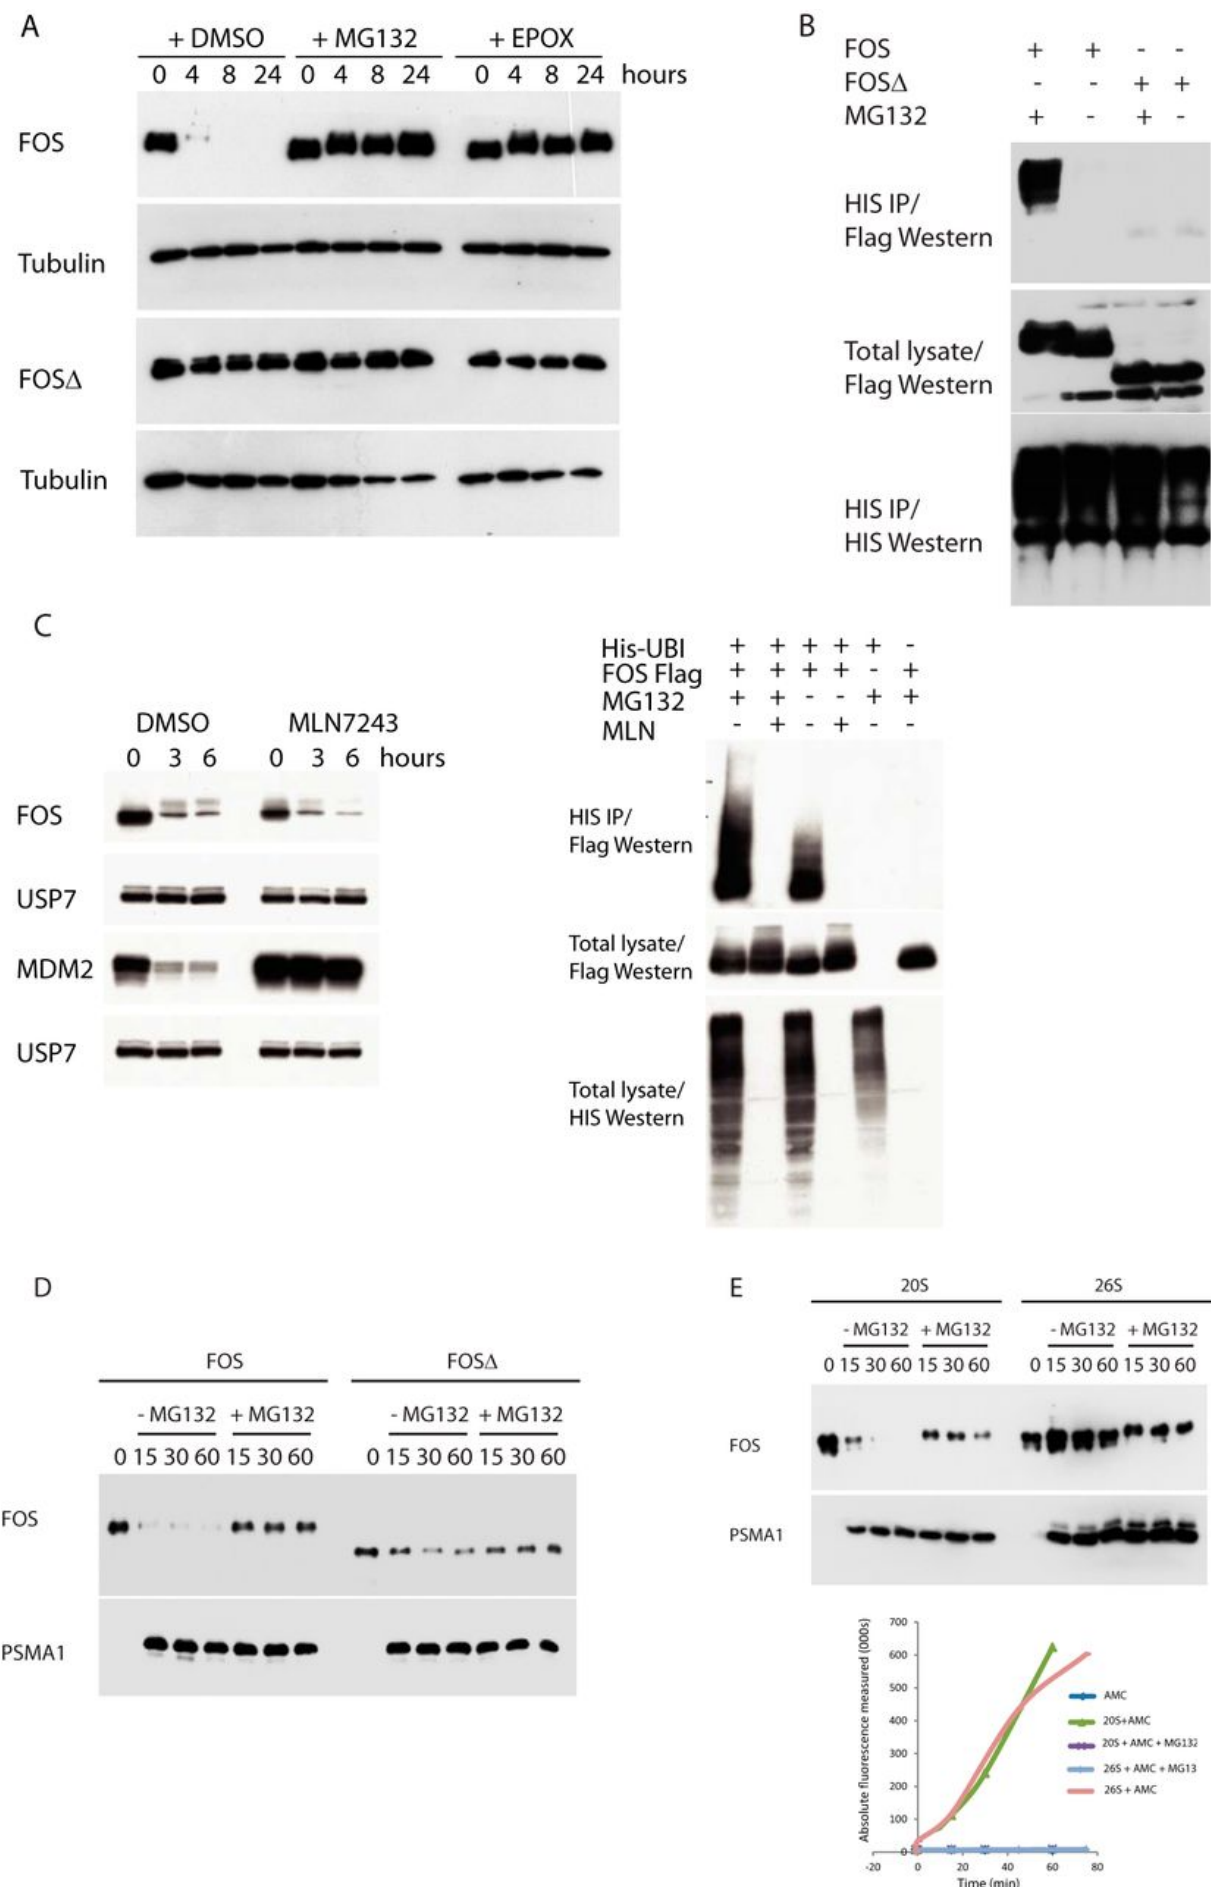 A
+ DMSO + MG132 + EPOX
0 4 8 24 0 4 8 24 0 4 8 24 hours
FOS
Tubulin
FOSΔ
Tubulin
B
FOS + + - -
FOSΔ - - + +
MG132 + - + -
HIS IP/
Flag Western
Total lysate/
Flag Western
HIS IP/
HIS Western
C
DMSO MLN7243
0 3 6 0 3 6 hours
FOS
USP7
MDM2
USP7
His-UBI + + + + + -
FOS Flag + + + + - +
MG132 + + - - + +
MLN - + - + - -
HIS IP/
Flag Western
Total lysate/
Flag Western
Total lysate/
HIS Western
D
FOS FOSΔ
- MG132 + MG132 - MG132 + MG132
0 15 30 60 15 30 60 0 15 30 60 15 30 60
FOS
PSMA1
E
20S 26S
- MG132 + MG132 - MG132 + MG132
0 15 30 60 15 30 60 0 15 30 60 15 30 60
FOS
PSMA1
Absolute fluorescence measured (000s)
700
600
500
400
300
200
100
0
-20 0 20 40 60 80
Time (min)
AMC
20S+AMC
20S + AMC + MG132
26S + AMC + MG13
26S + AMC